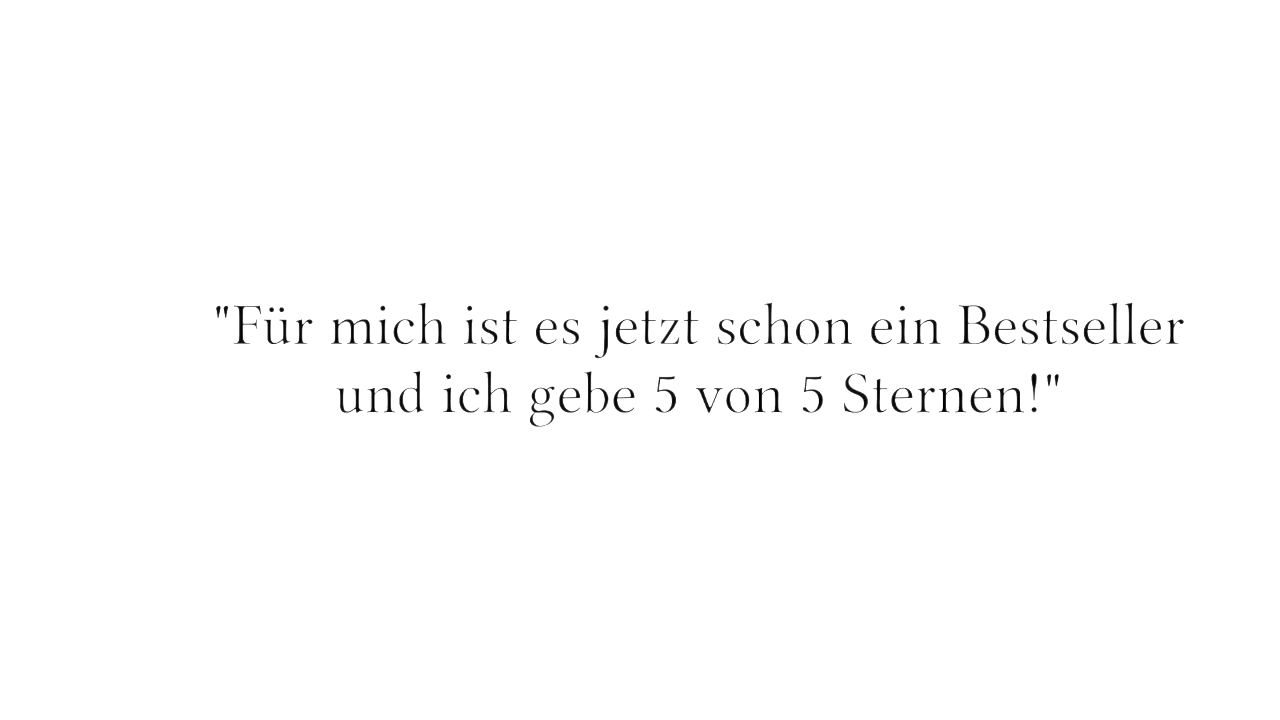 "Für mich ist es jetzt schon ein Bestseller
und ich gebe 5 von 5 Sternen!"